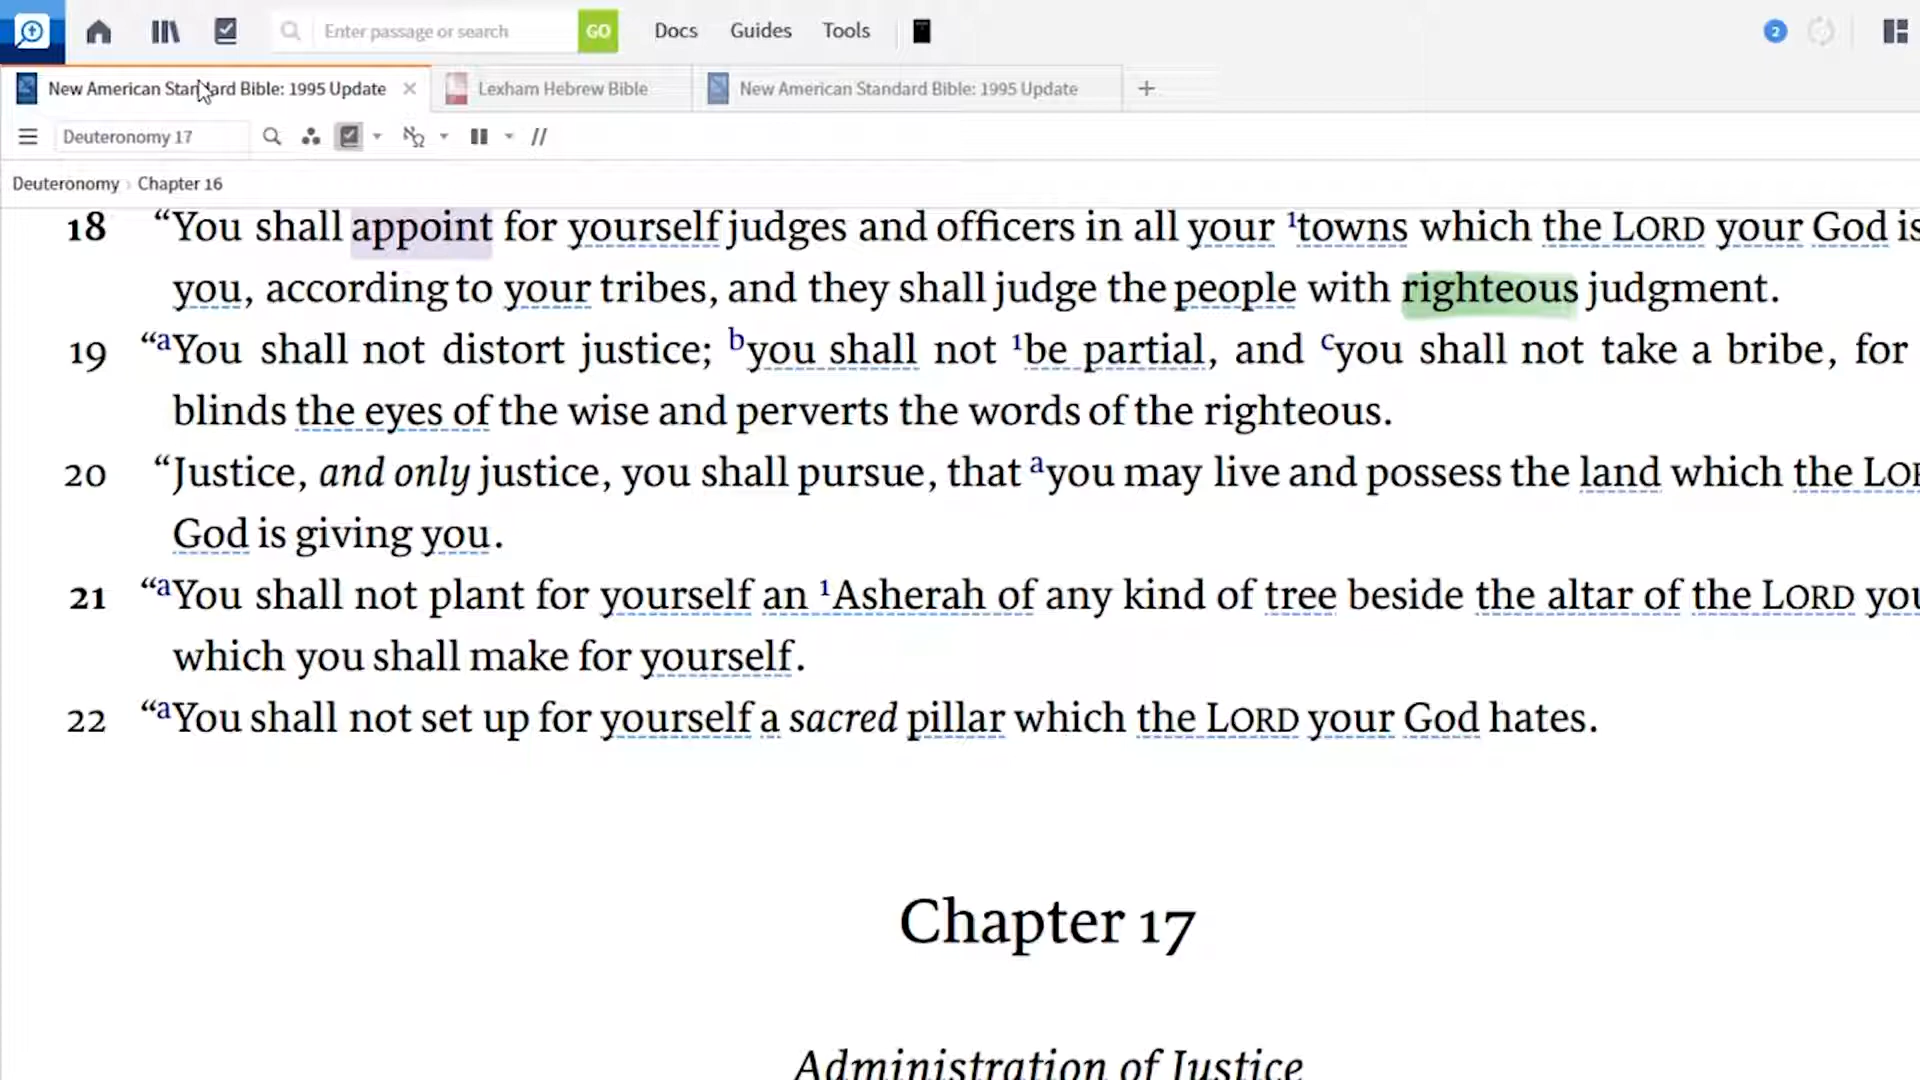 Enter passage or search GO Docs Guides Tools 2
New American Standard Bible: 1995 Update Lexham Hebrew Bible New American Standard Bible: 1995 Update
Deuteronomy 17
Deuteronomy › Chapter 16
18 “You shall appoint for yourself judges and officers in all your ¹towns which the LORD your God is
you, according to your tribes, and they shall judge the people with righteous judgment.
19 “ᵃYou shall not distort justice; ᵇyou shall not ¹be partial, and ᶜyou shall not take a bribe, for
blinds the eyes of the wise and perverts the words of the righteous.
20 “Justice, and only justice, you shall pursue, that ᵃyou may live and possess the land which the
God is giving you.
21 “ᵃYou shall not plant for yourself an ¹Asherah of any kind of tree beside the altar of the LORD
which you shall make for yourself.
22 “ᵃYou shall not set up for yourself a sacred pillar which the LORD your God hates.
Chapter 17
Administration of Justice